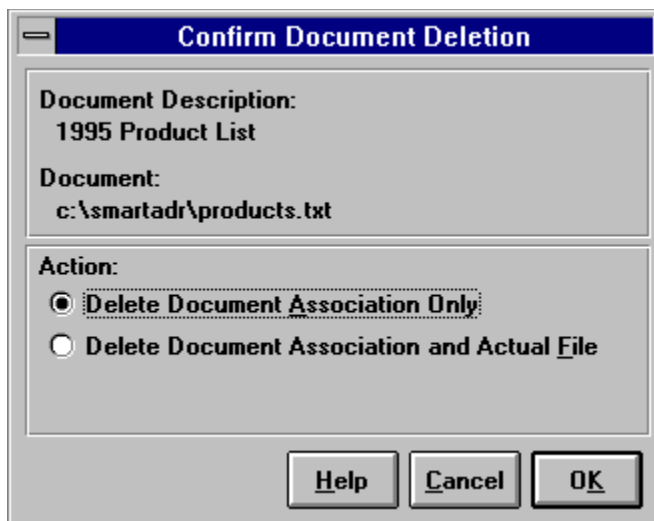 Confirm Document Deletion
Document Description:
1995 Product List
Document:
c:\smartadr\products.txt
Action:
Delete Document Association Only
Delete Document Association and Actual File
Help Cancel OK